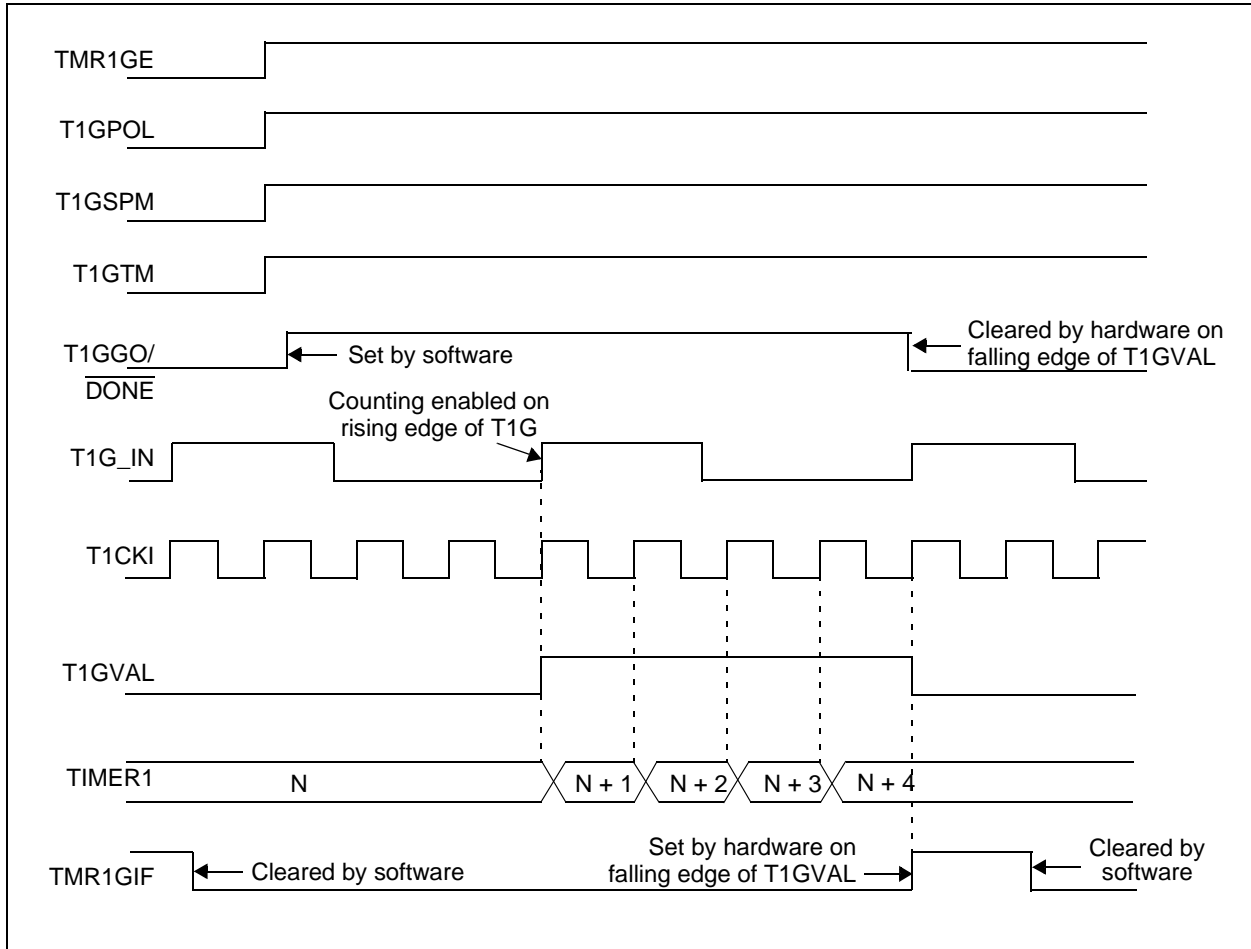 TMR1GE
T1GPOL
T1GSPM
T1GTM
T1GGO/
DONE
Set by software
Cleared by hardware on
falling edge of T1GVAL
Counting enabled on
rising edge of T1G
T1G_IN
T1CKI
T1GVAL
TIMER1
N
N + 1
N + 2
N + 3
N + 4
TMR1GIF
Cleared by software
Set by hardware on
falling edge of T1GVAL
Cleared by
software